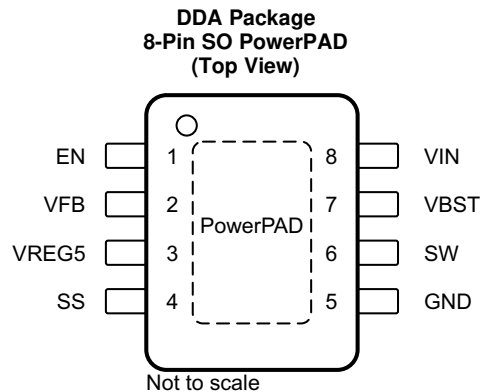 DDA Package
8-Pin SO PowerPAD
(Top View)
EN 1 8 VIN
VFB 2 7 VBST
PowerPAD
VREG5 3 6 SW
SS 4 5 GND
Not to scale